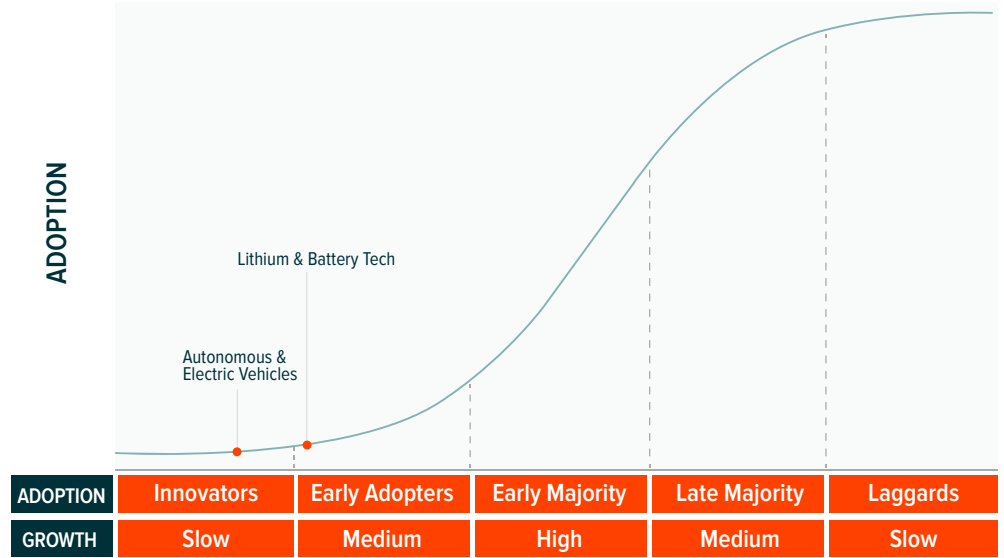 ADOPTION
Lithium & Battery Tech
Autonomous &
Electric Vehicles
ADOPTION Innovators Early Adopters Early Majority Late Majority Laggards
GROWTH Slow Medium High Medium Slow